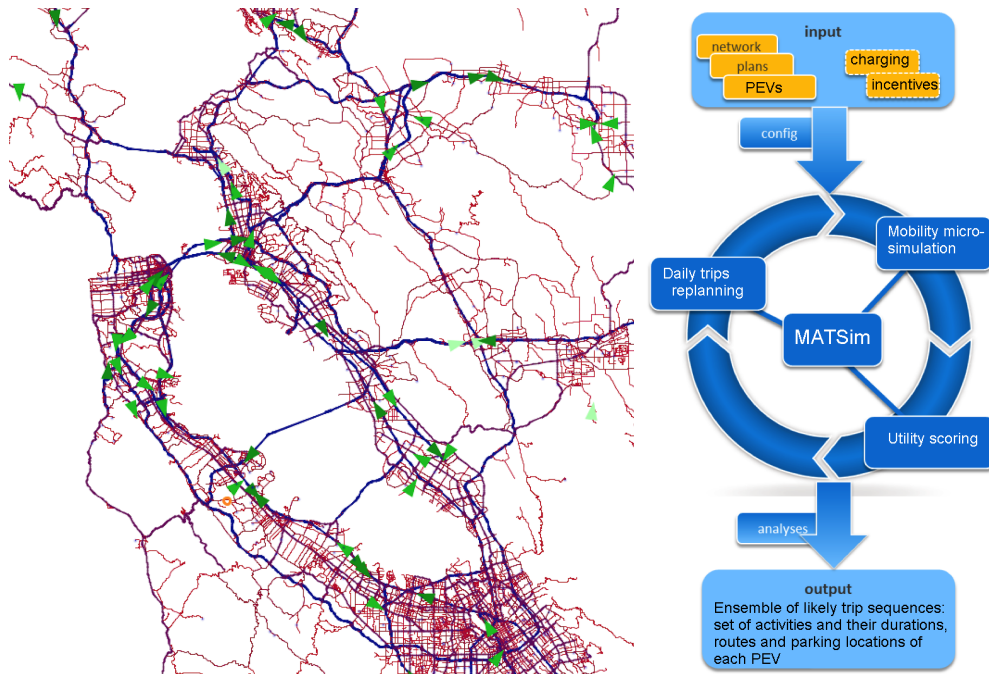 input
network
plans
PEVs
charging
incentives
config
Mobility micro-
simulation
Daily trips
replanning
MATSim
Utility scoring
analyses
output
Ensemble of likely trip sequences:
set of activities and their durations,
routes and parking locations of
each PEV